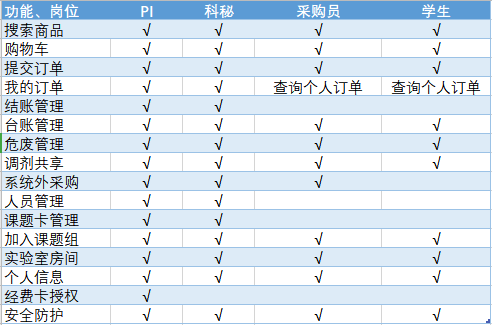 功能、岗位 PI 科秘 采购员 学生
搜索商品 √ √ √ √
购物车 √ √ √ √
提交订单 √ √ √ √
我的订单 √ √ 查询个人订单 查询个人订单
结账管理 √ √
台账管理 √ √ √ √
危废管理 √ √ √ √
调剂共享 √ √ √ √
系统外采购 √ √ √
人员管理 √ √
课题卡管理 √ √
加入课题组 √ √ √ √
实验室房间 √ √ √ √
个人信息 √ √ √ √
经费卡授权 √
安全防护 √ √ √ √